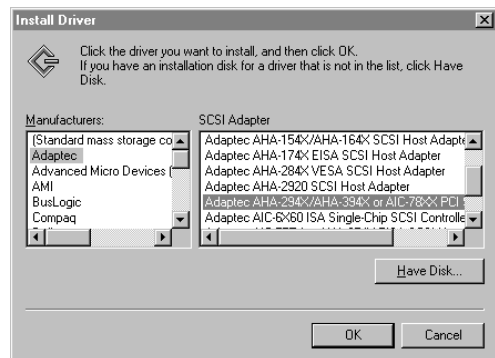 Install Driver
Click the driver you want to install, and then click OK.
If you have an installation disk for a driver that is not in the list, click Have
Disk.
Manufacturers:
(Standard mass storage co
Adaptec
Advanced Micro Devices (
AMI
BusLogic
Compaq
SCSI Adapter
Adaptec AHA-154X/AHA-164X SCSI Host Adapte
Adaptec AHA-174X EISA SCSI Host Adapter
Adaptec AHA-284X VESA SCSI Host Adapter
Adaptec AHA-2920 SCSI Host Adapter
Adaptec AHA-294X/AHA-394X or AIC-78XX PCI
Adaptec AIC-6X60 ISA Single-Chip SCSI Controlle
Have Disk...
OK
Cancel